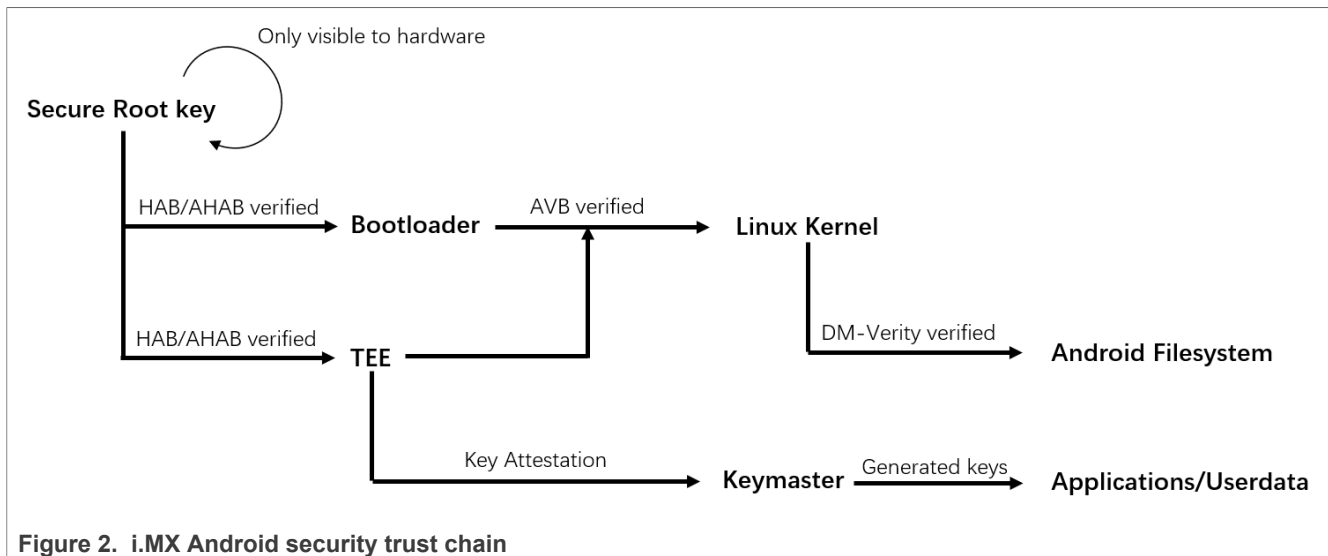 Only visible to hardware
Secure Root key
HAB/AHAB verified
Bootloader
AVB verified
Linux Kernel
HAB/AHAB verified
TEE
DM-Verity verified
Android Filesystem
Key Attestation
Keymaster
Generated keys
Applications/Userdata
Figure 2. i.MX Android security trust chain